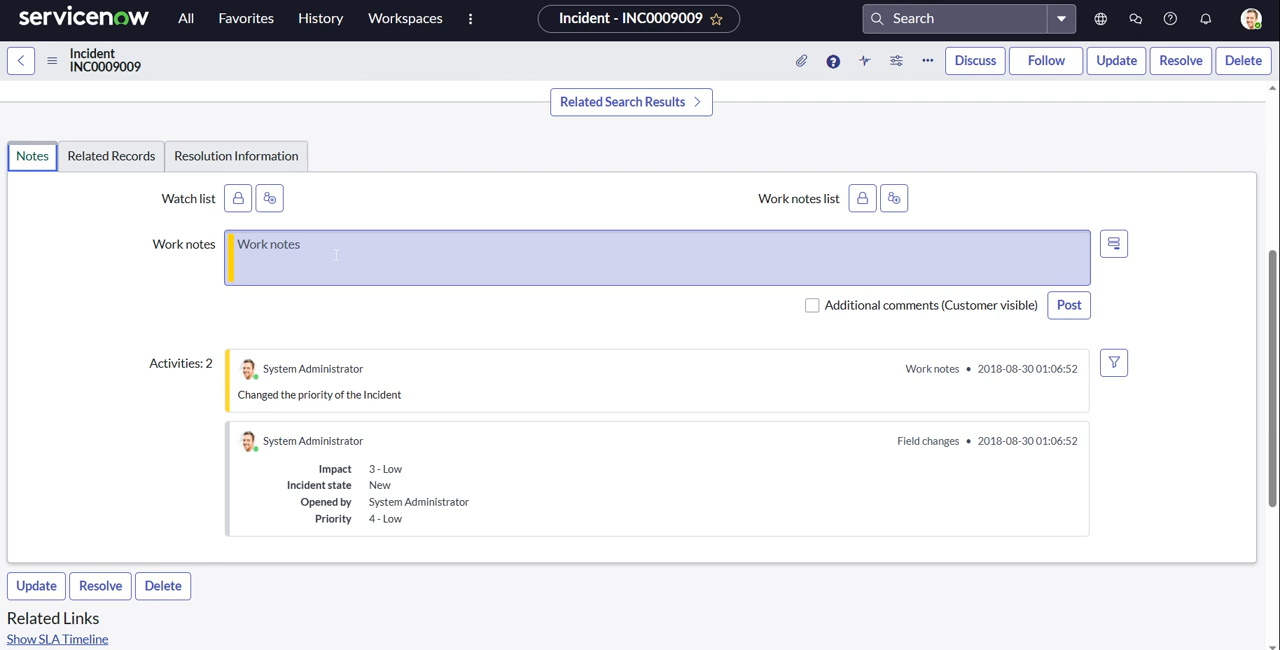 servicenow All Favorites History Workspaces Incident - INC0009009 Search
Incident
INC0009009
Discuss Follow Update Resolve Delete
Related Search Results
Notes Related Records Resolution Information
Watch list Work notes list
Work notes Work notes
Additional comments (Customer visible) Post
Activities: 2 System Administrator Work notes • 2018-08-30 01:06:52
Changed the priority of the Incident
System Administrator Field changes • 2018-08-30 01:06:52
Impact 3 - Low
Incident state New
Opened by System Administrator
Priority 4 - Low
Update Resolve Delete
Related Links
Show SLA Timeline